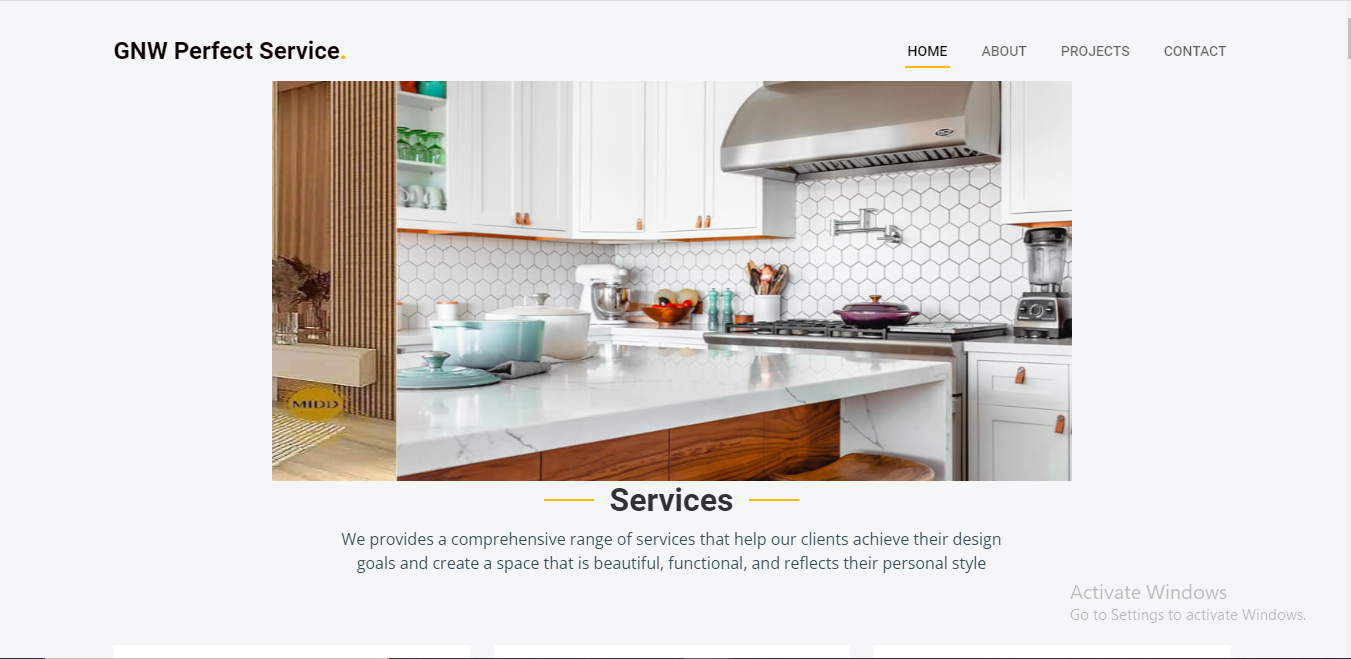 GNW Perfect Service.
HOME ABOUT PROJECTS CONTACT
MIDD
Services
We provides a comprehensive range of services that help our clients achieve their design
goals and create a space that is beautiful, functional, and reflects their personal style
Activate Windows
Go to Settings to activate Windows.